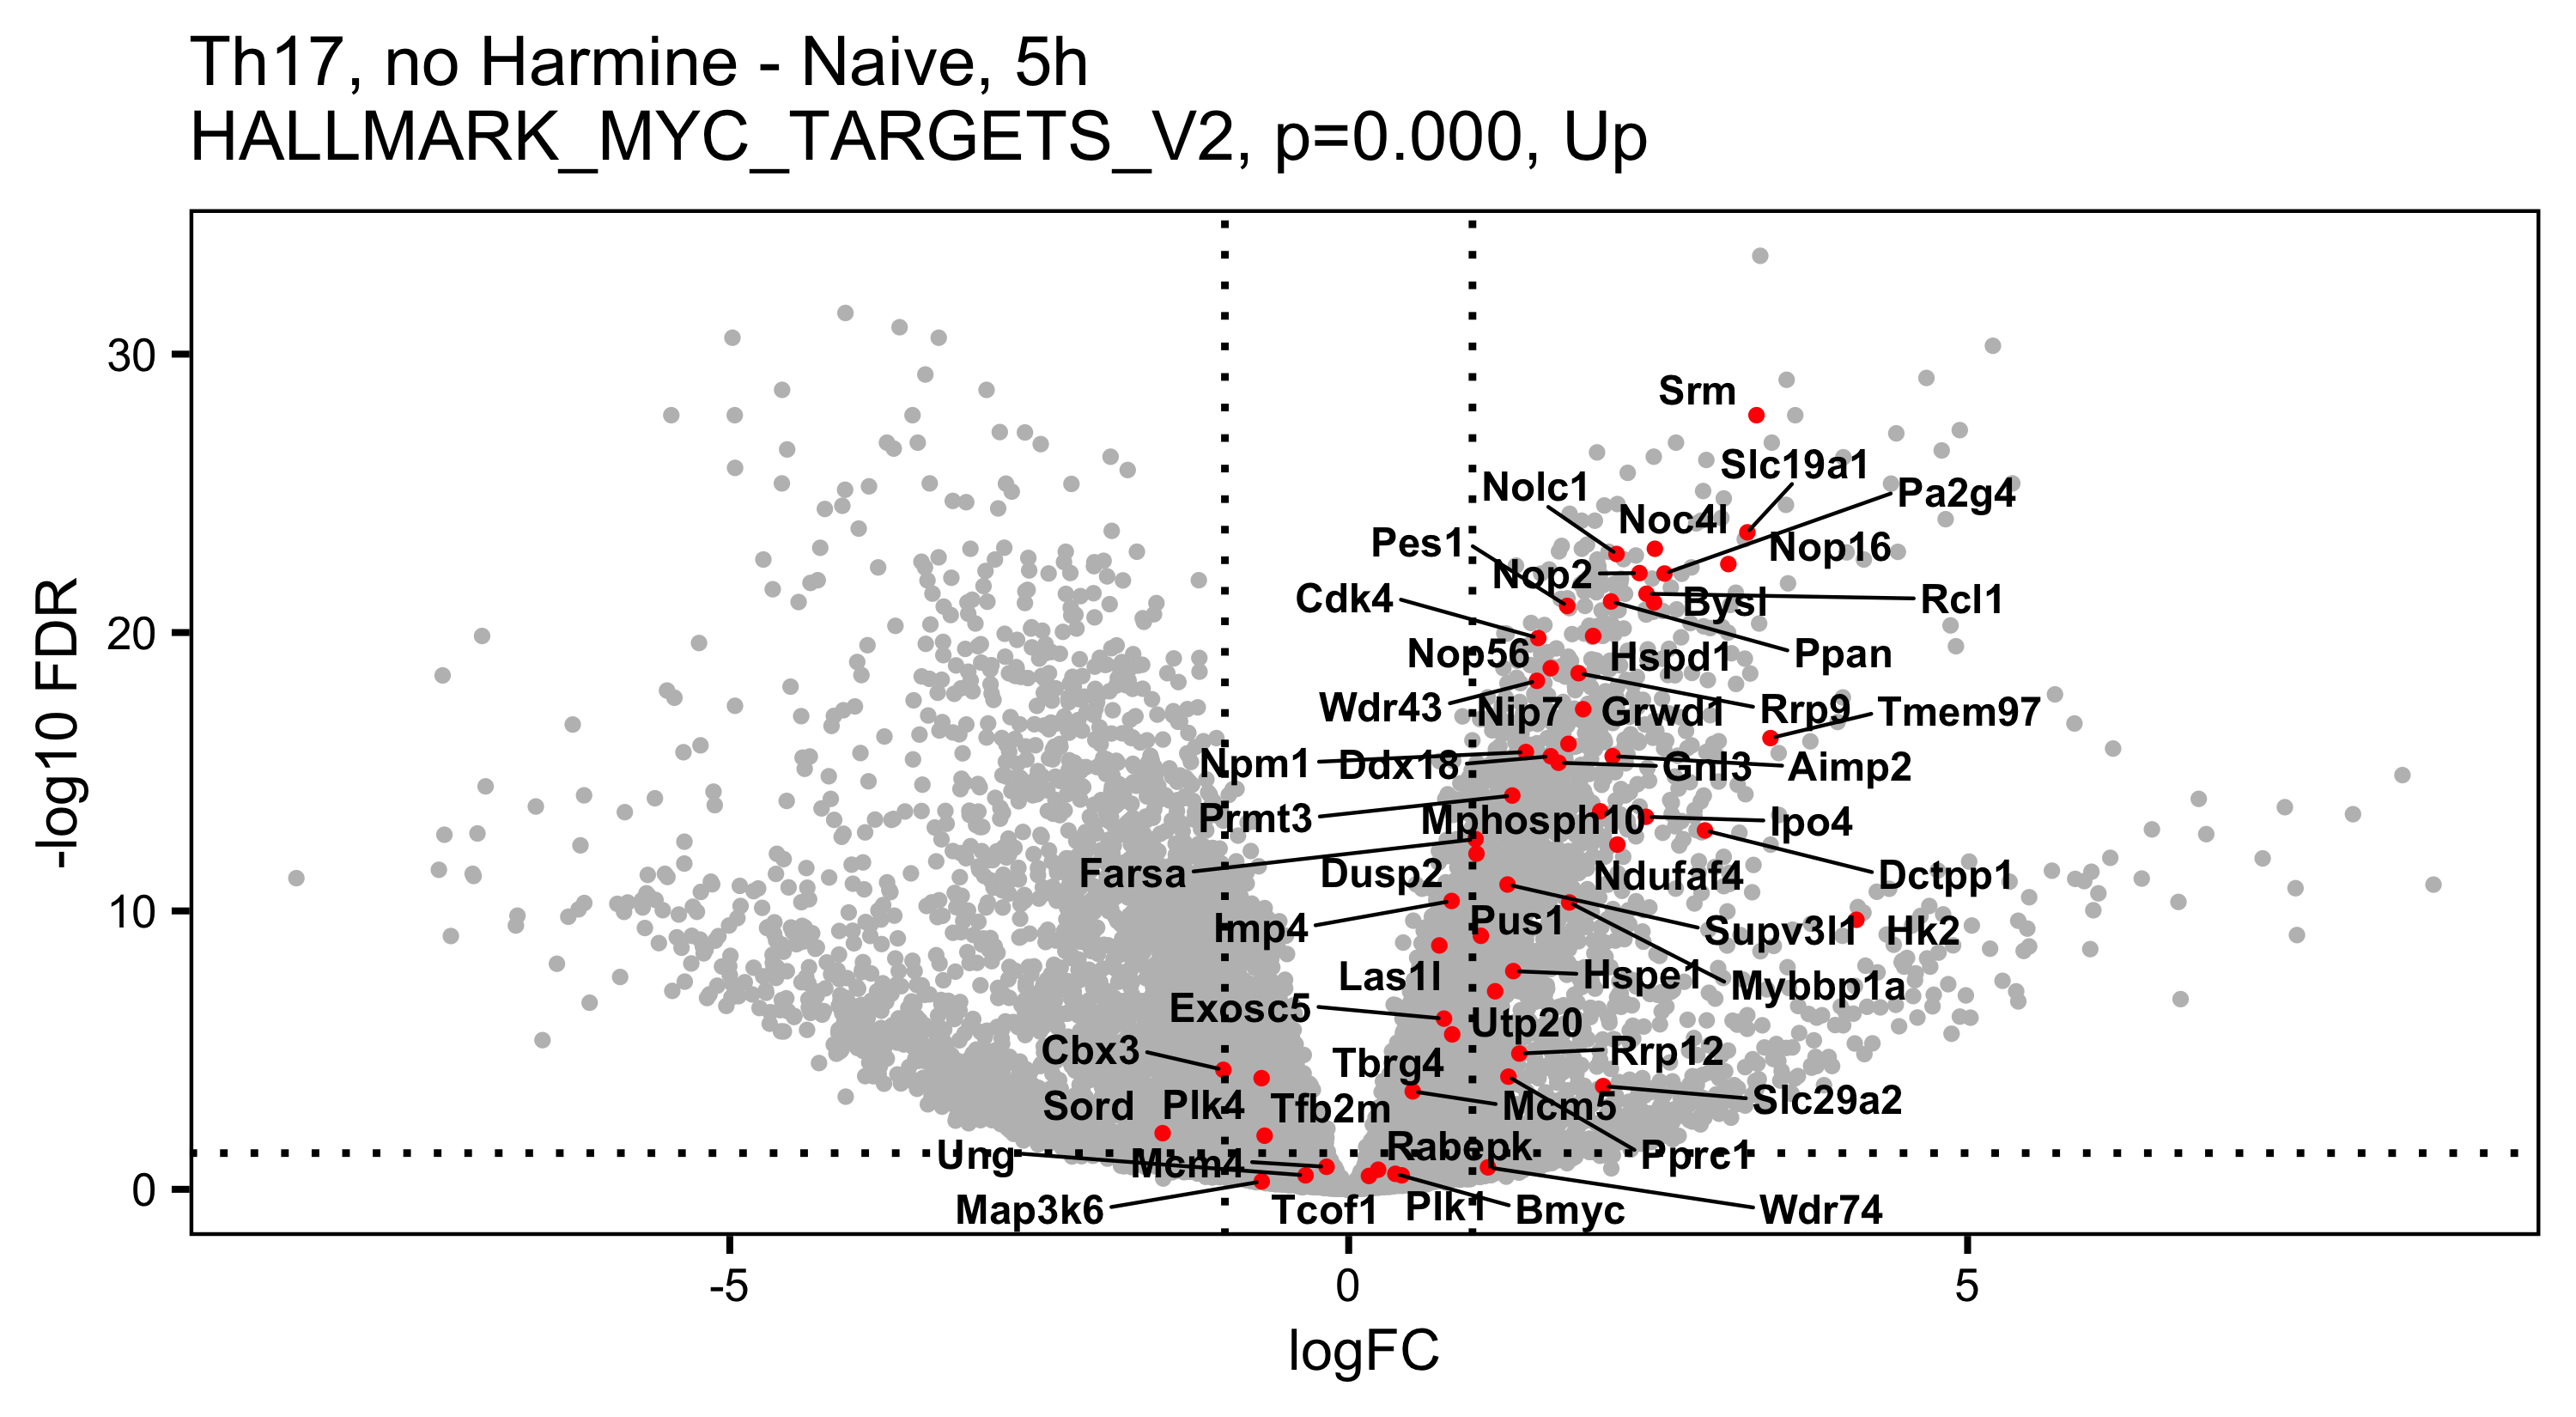 Th17, no Harmine - Naive, 5h
HALLMARK_MYC_TARGETS_V2, p=0.000, Up
-log10 FDR
30
20
10
0
Srm
Slc19a1
Nolc1
Pa2g4
Noc4l
Pes1
Nop16
Nop2
Cdk4
Bysl
Rcl1
Nop56
Hspd1
Ppan
Wdr43
Nip7
Grwd1
Rrp9
Tmem97
Npm1
Ddx18
Gnl3
Aimp2
Prmt3
Mphosph10
Ipo4
Farsa
Dusp2
Ndufaf4
Dctpp1
Imp4
Pus1
Supv3l1
Hk2
Las1l
Hspe1
Mybbp1a
Exosc5
Utp20
Cbx3
Tbrg4
Rrp12
Sord
Plk4
Tfb2m
Mcm5
Slc29a2
Ung
Mcm4
Rabepk
Pprc1
Map3k6
Tcof1
Plk1
Bmyc
Wdr74
-5
0
5
logFC